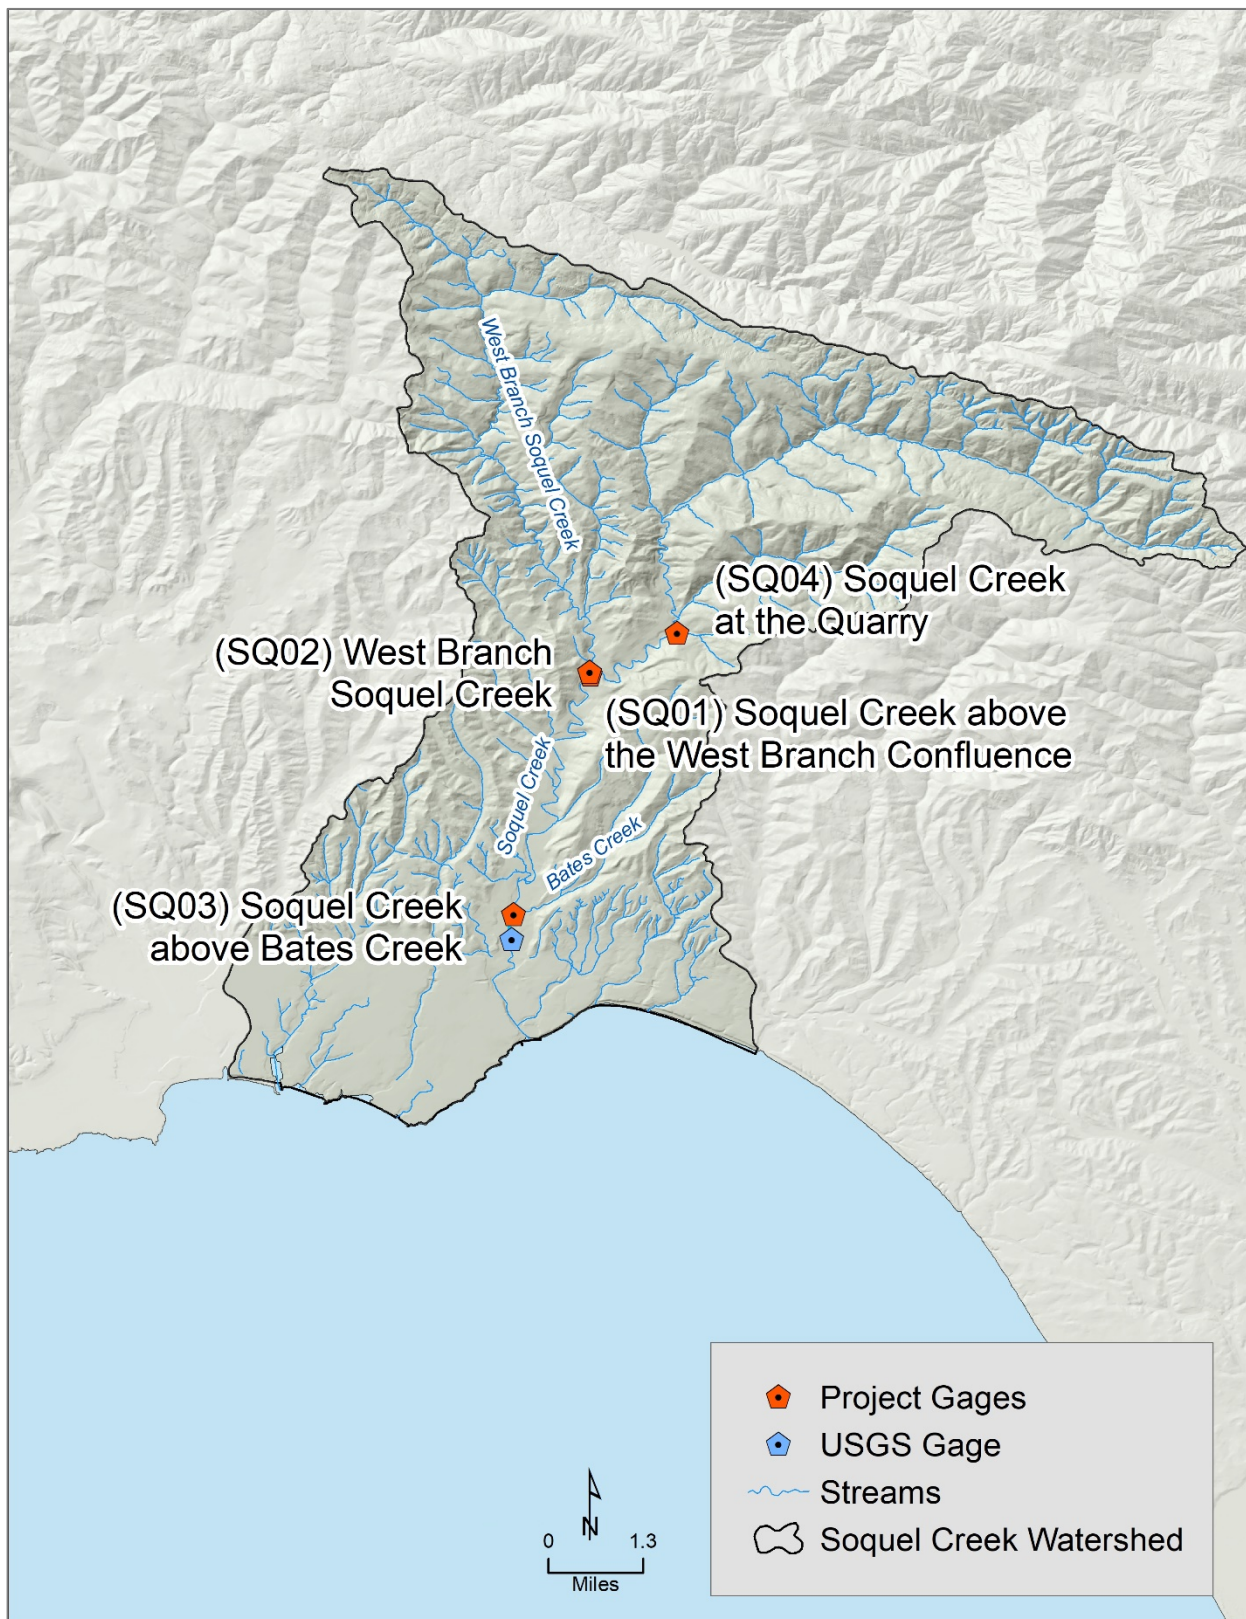 West Branch Soquel Creek
(SQ04) Soquel Creek
at the Quarry
(SQ02) West Branch
Soquel Creek
(SQ01) Soquel Creek above
the West Branch Confluence
Soquel Creek
Bates Creek
(SQ03) Soquel Creek
above Bates Creek
Project Gages
USGS Gage
Streams
Soquel Creek Watershed
N
0 1.3
Miles